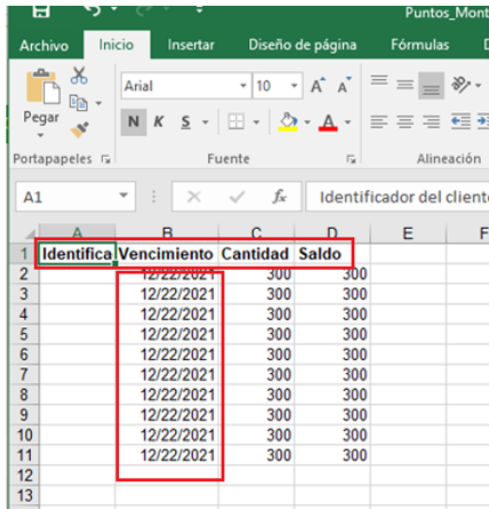 Puntos_Mont
Archivo Inicio Insertar Diseño de página Fórmulas
Arial 10 A A
Pegar N K S A
Portapapeles Fuente Alineación
A1 fx Identificador del cliente
A B C D E F
1 Identifica Vencimiento Cantidad Saldo
2 12/22/2021 300 300
3 12/22/2021 300 300
4 12/22/2021 300 300
5 12/22/2021 300 300
6 12/22/2021 300 300
7 12/22/2021 300 300
8 12/22/2021 300 300
9 12/22/2021 300 300
10 12/22/2021 300 300
11 12/22/2021 300 300
12
13